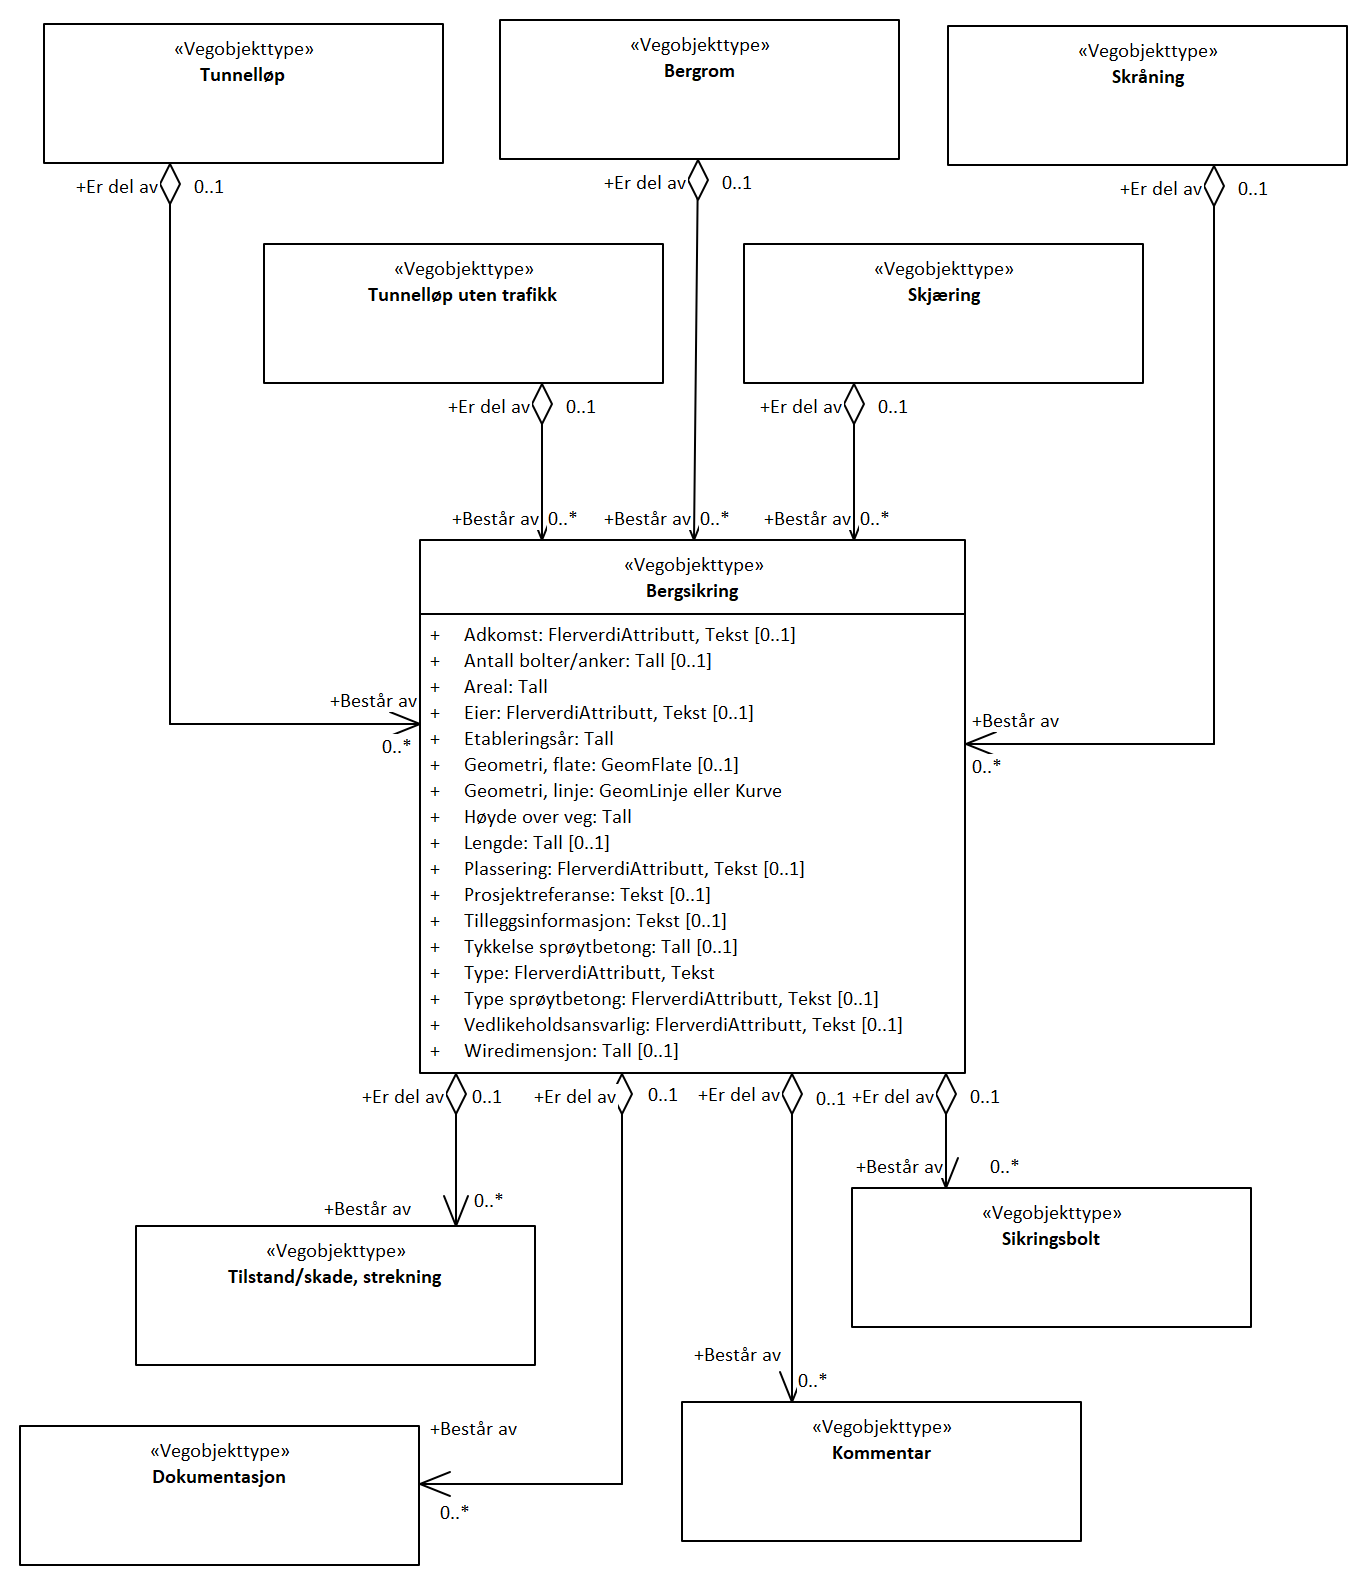 «Vegobjekttype»
Tunnelløp
«Vegobjekttype»
Bergrom
«Vegobjekttype»
Skråning
+Er del av
0..1
+Er del av
0..1
+Er del av
0..1
«Vegobjekttype»
Tunnelløp uten trafikk
«Vegobjekttype»
Skjæring
+Er del av
0..1
+Er del av
0..1
+Består av
0..*
+Består av
0..*
+Består av
0..*
«Vegobjekttype»
Bergsikring
+ Adkomst: FlerverdiAttributt, Tekst [0..1]
+ Antall bolter/anker: Tall [0..1]
+ Areal: Tall
+ Eier: FlerverdiAttributt, Tekst [0..1]
+ Etableringsår: Tall
+ Geometri, flate: GeomFlate [0..1]
+ Geometri, linje: GeomLinje eller Kurve
+ Høyde over veg: Tall
+ Lengde: Tall [0..1]
+ Plassering: FlerverdiAttributt, Tekst [0..1]
+ Prosjektreferanse: Tekst [0..1]
+ Tilleggsinformasjon: Tekst [0..1]
+ Tykkelse sprøytbetong: Tall [0..1]
+ Type: FlerverdiAttributt, Tekst
+ Type sprøytbetong: FlerverdiAttributt, Tekst [0..1]
+ Vedlikeholdsansvarlig: FlerverdiAttributt, Tekst [0..1]
+ Wiredimensjon: Tall [0..1]
+Består av
0..*
+Består av
0..*
+Er del av
0..1
+Er del av
0..1
+Er del av
0..1
+Er del av
0..1
+Består av
0..*
+Består av
0..*
«Vegobjekttype»
Sikringsbolt
«Vegobjekttype»
Tilstand/skade, strekning
+Består av
0..*
«Vegobjekttype»
Kommentar
+Består av
0..*
«Vegobjekttype»
Dokumentasjon